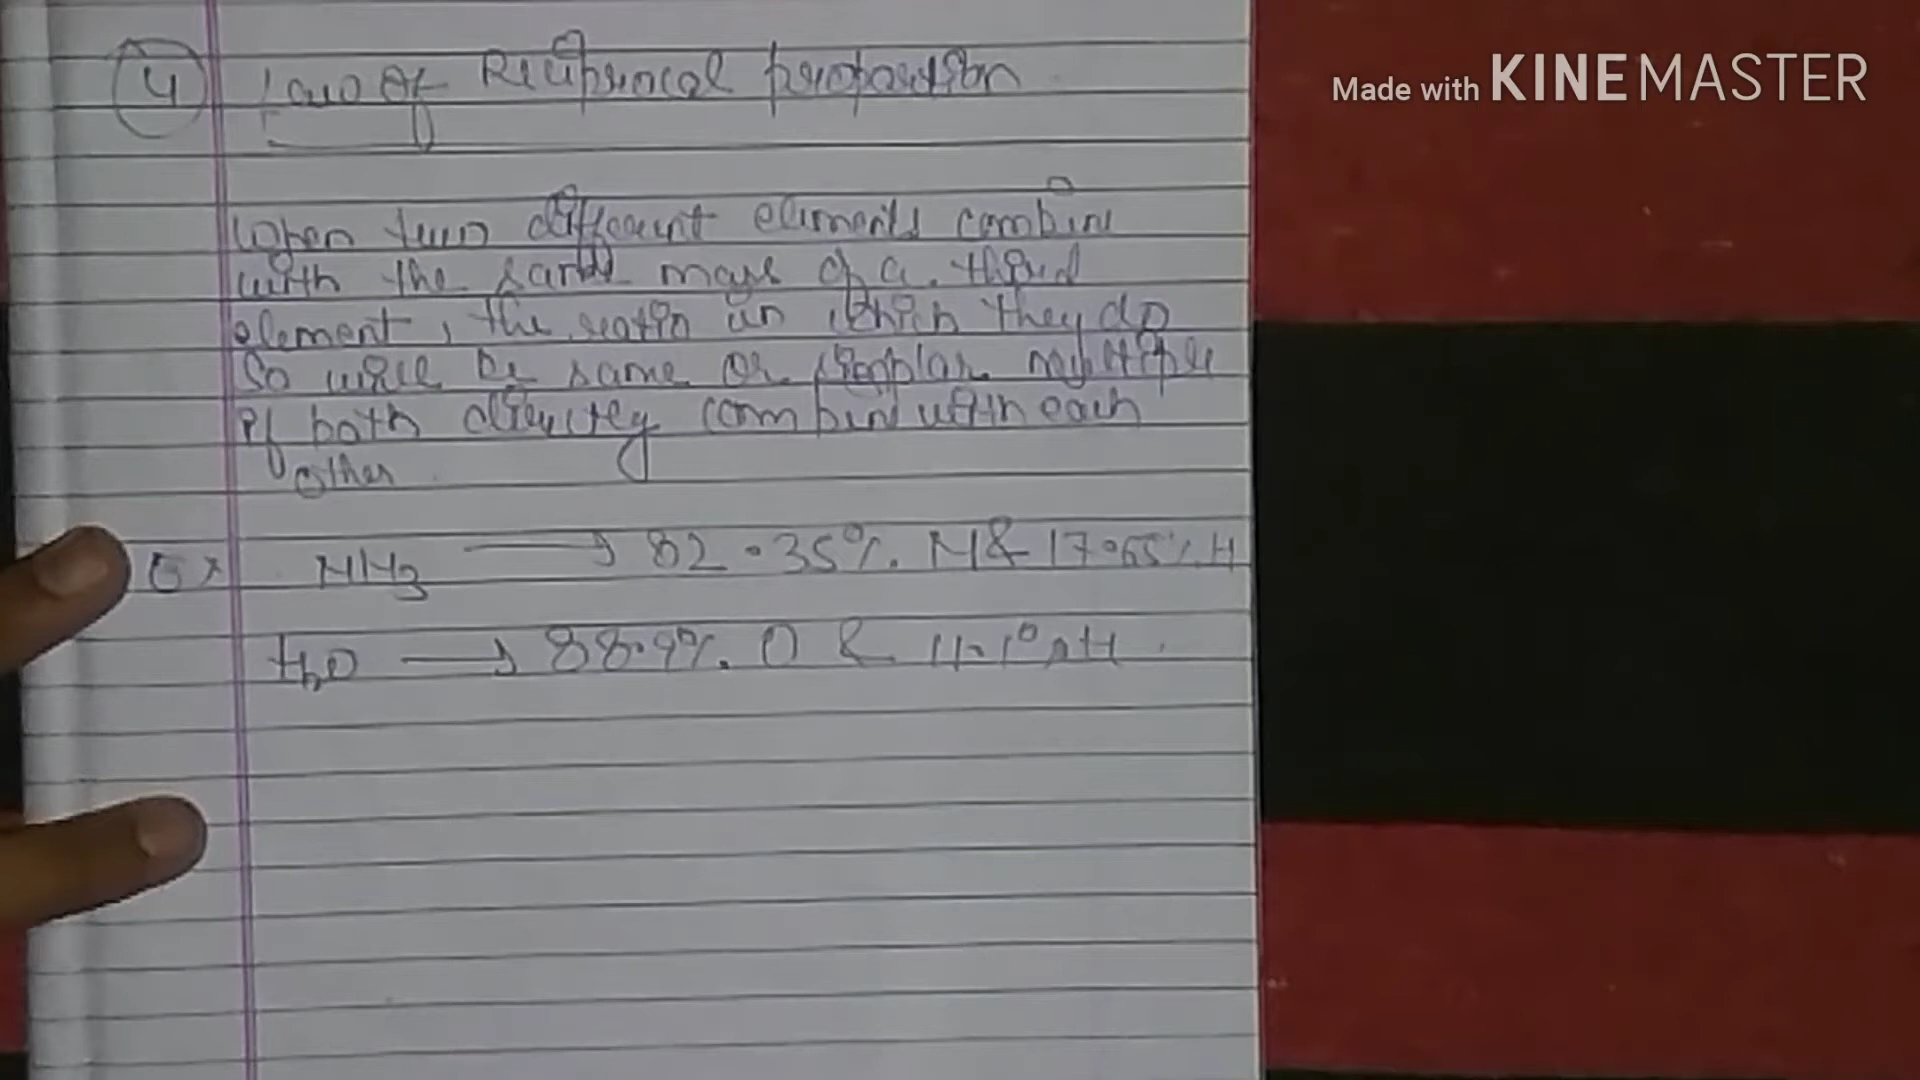 4 Law Of Reciprocal proportion
Made with KINEMASTER
When two different elements combine
with the same mass of a third
element, the ratio in which they do
So will be same or simplar multiple
if both directly combine with each
other
Ex NH3 → 82.35% N & 17.65% H
H2O → 88.9% O & 11.1% H